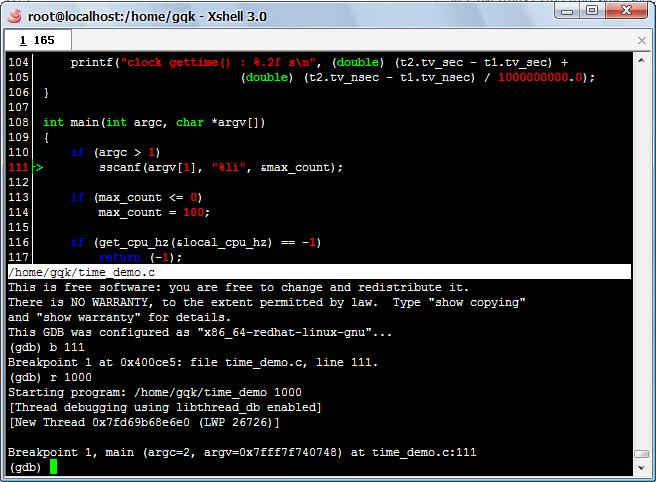 root@localhost:/home/gqk - Xshell 3.0
1 165
104 printf("clock gettime() : %.2f s\n", (double) (t2.tv_sec - t1.tv_sec) +
105 (double) (t2.tv_nsec - t1.tv_nsec) / 1000000000.0);
106 }
107
108 int main(int argc, char *argv[])
109 {
110 if (argc > 1)
111 > sscanf(argv[1], "%li", &max_count);
112
113 if (max_count <= 0)
114 max_count = 100;
115
116 if (get_cpu_hz(&local_cpu_hz) == -1)
117 return (-1);
/home/gqk/time_demo.c
This is free software: you are free to change and redistribute it.
There is NO WARRANTY, to the extent permitted by law.  Type "show copying"
and "show warranty" for details.
This GDB was configured as "x86_64-redhat-linux-gnu"...
(gdb) b 111
Breakpoint 1 at 0x400ce5: file time_demo.c, line 111.
(gdb) r 1000
Starting program: /home/gqk/time_demo 1000
[Thread debugging using libthread_db enabled]
[New Thread 0x7fd69b68e6e0 (LWP 26726)]
Breakpoint 1, main (argc=2, argv=0x7fff7f740748) at time_demo.c:111
(gdb)